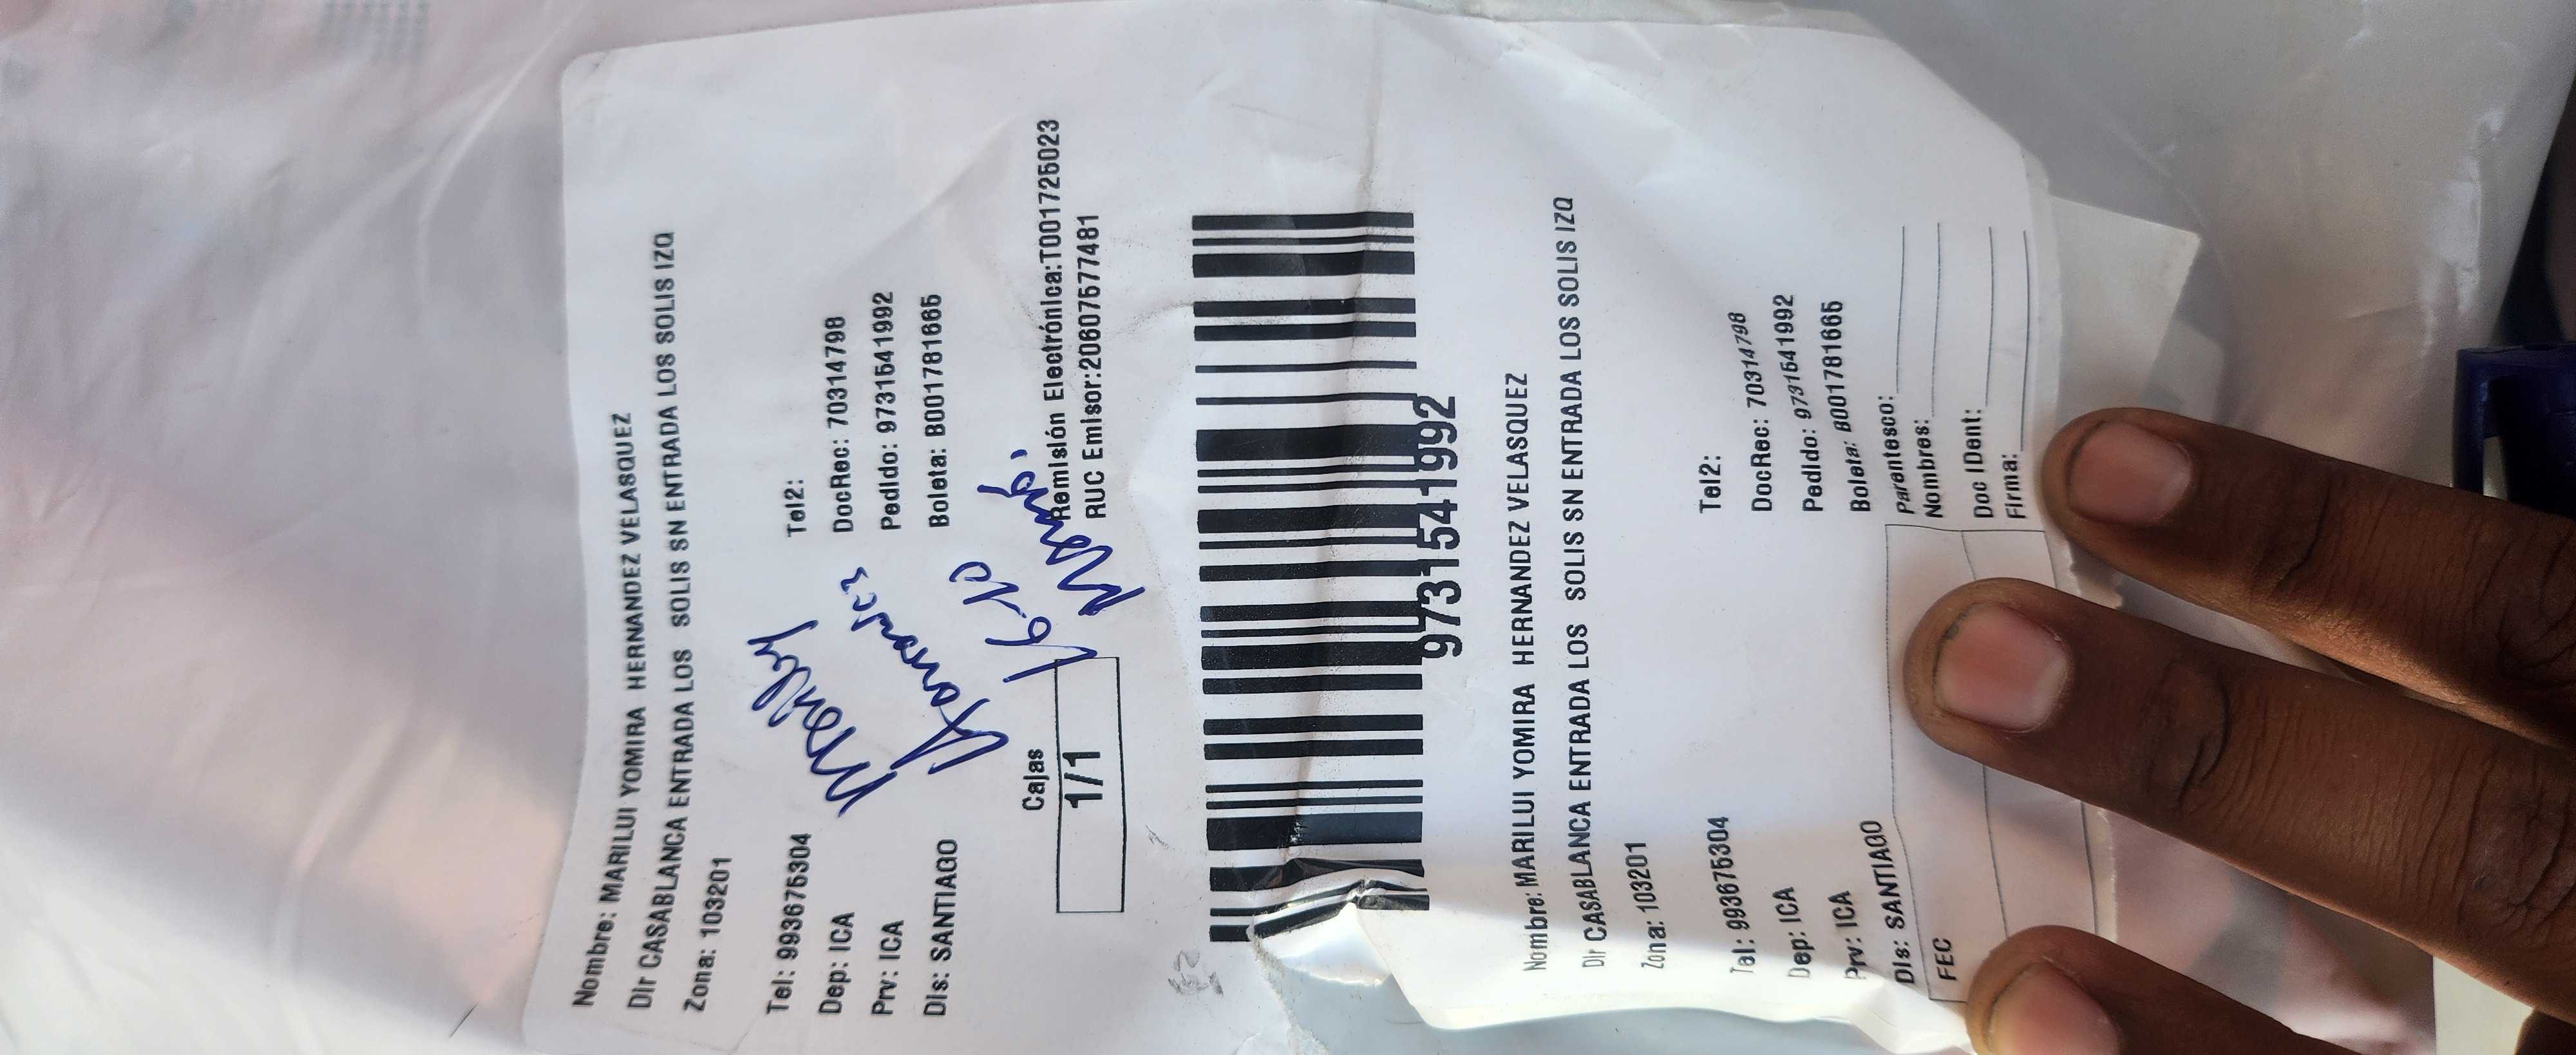 Nombre: MARILUI YOMIRA HERNANDEZ VELASQUEZ
Dir CASABLANCA ENTRADA LOS SOLIS SN ENTRADA LOS SOLIS IZQ
Zona: 103201
Tel: 993675304 Tel2:
Dep: ICA DocRec: 70314798
Prv: ICA Pedido: 9731541992
Dis: SANTIAGO Boleta: B001781665
Hernandez
16-10
Mamá.
Cajas
1/1
Remisión Electrónica:T001725023
RUC Emisor:20607577481
9731541992
Nombre: MARILUI YOMIRA HERNANDEZ VELASQUEZ
Dir CASABLANCA ENTRADA LOS SOLIS SN ENTRADA LOS SOLIS IZQ
Zona: 103201
Tel: 993675304 Tel2:
Dep: ICA DocRec: 70314798
Prv: ICA Pedido: 9731541992
Dis: SANTIAGO Boleta: B001781665
FEC
Parentesco:
Nombres:
Doc IDent:
Firma: